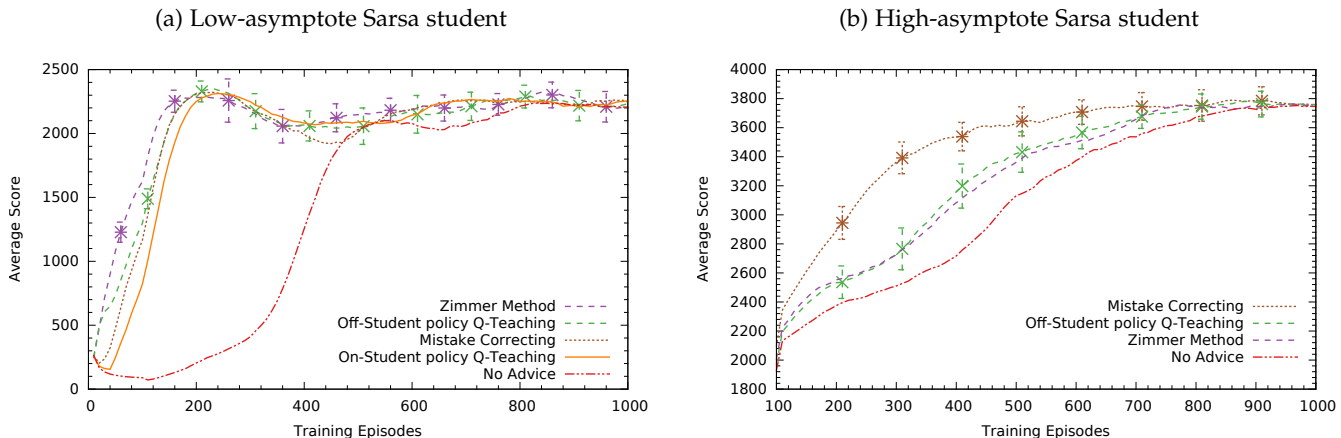 (a) Low-asymptote Sarsa student
2500
2000
1500
1000
500
0
Average Score
Zimmer Method
Off-Student policy Q-Teaching
Mistake Correcting
On-Student policy Q-Teaching
No Advice
0 200 400 600 800 1000
Training Episodes
(b) High-asymptote Sarsa student
4000
3800
3600
3400
3200
3000
2800
2600
2400
2200
2000
1800
Average Score
Mistake Correcting
Off-Student policy Q-Teaching
Zimmer Method
No Advice
100 200 300 400 500 600 700 800 900 1000
Training Episodes